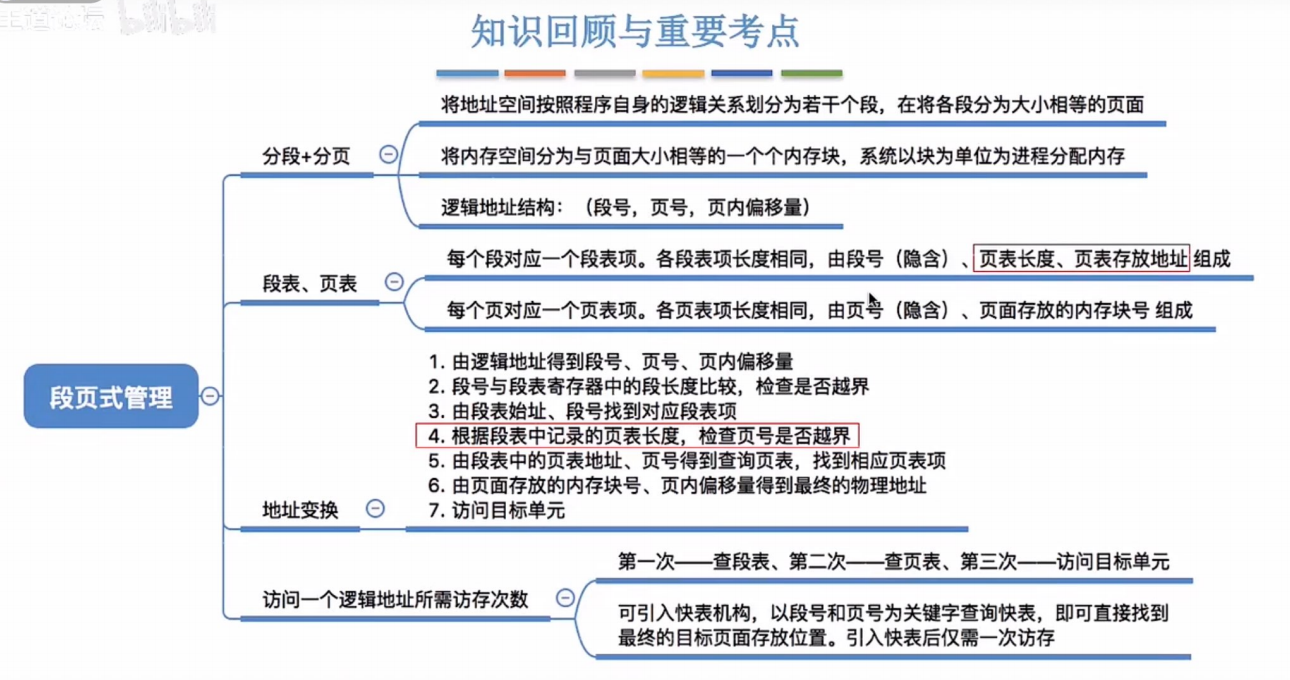 知识回顾与重要考点
将地址空间按照程序自身的逻辑关系划分为若干个段，在将各段分为大小相等的页面
分段+分页
将内存空间分为与页面大小相等的一个个内存块，系统以块为单位为进程分配内存
逻辑地址结构：（段号，页号，页内偏移量）
每个段对应一个段表项。各段表项长度相同，由段号（隐含）、页表长度、页表存放地址 组成
段表、页表
每个页对应一个页表项。各页表项长度相同，由页号（隐含）、页面存放的内存块号 组成
段页式管理
1. 由逻辑地址得到段号、页号、页内偏移量
2. 段号与段表寄存器中的段长度比较，检查是否越界
3. 由段表始址、段号找到对应段表项
4. 根据段表中记录的页表长度，检查页号是否越界
5. 由段表中的页表地址、页号得到查询页表，找到相应页表项
6. 由页面存放的内存块号、页内偏移量得到最终的物理地址
7. 访问目标单元
地址变换
第一次——查段表、第二次——查页表、第三次——访问目标单元
访问一个逻辑地址所需访存次数
可引入快表机构，以段号和页号为关键字查询快表，即可直接找到
最终的目标页面存放位置。引入快表后仅需一次访存